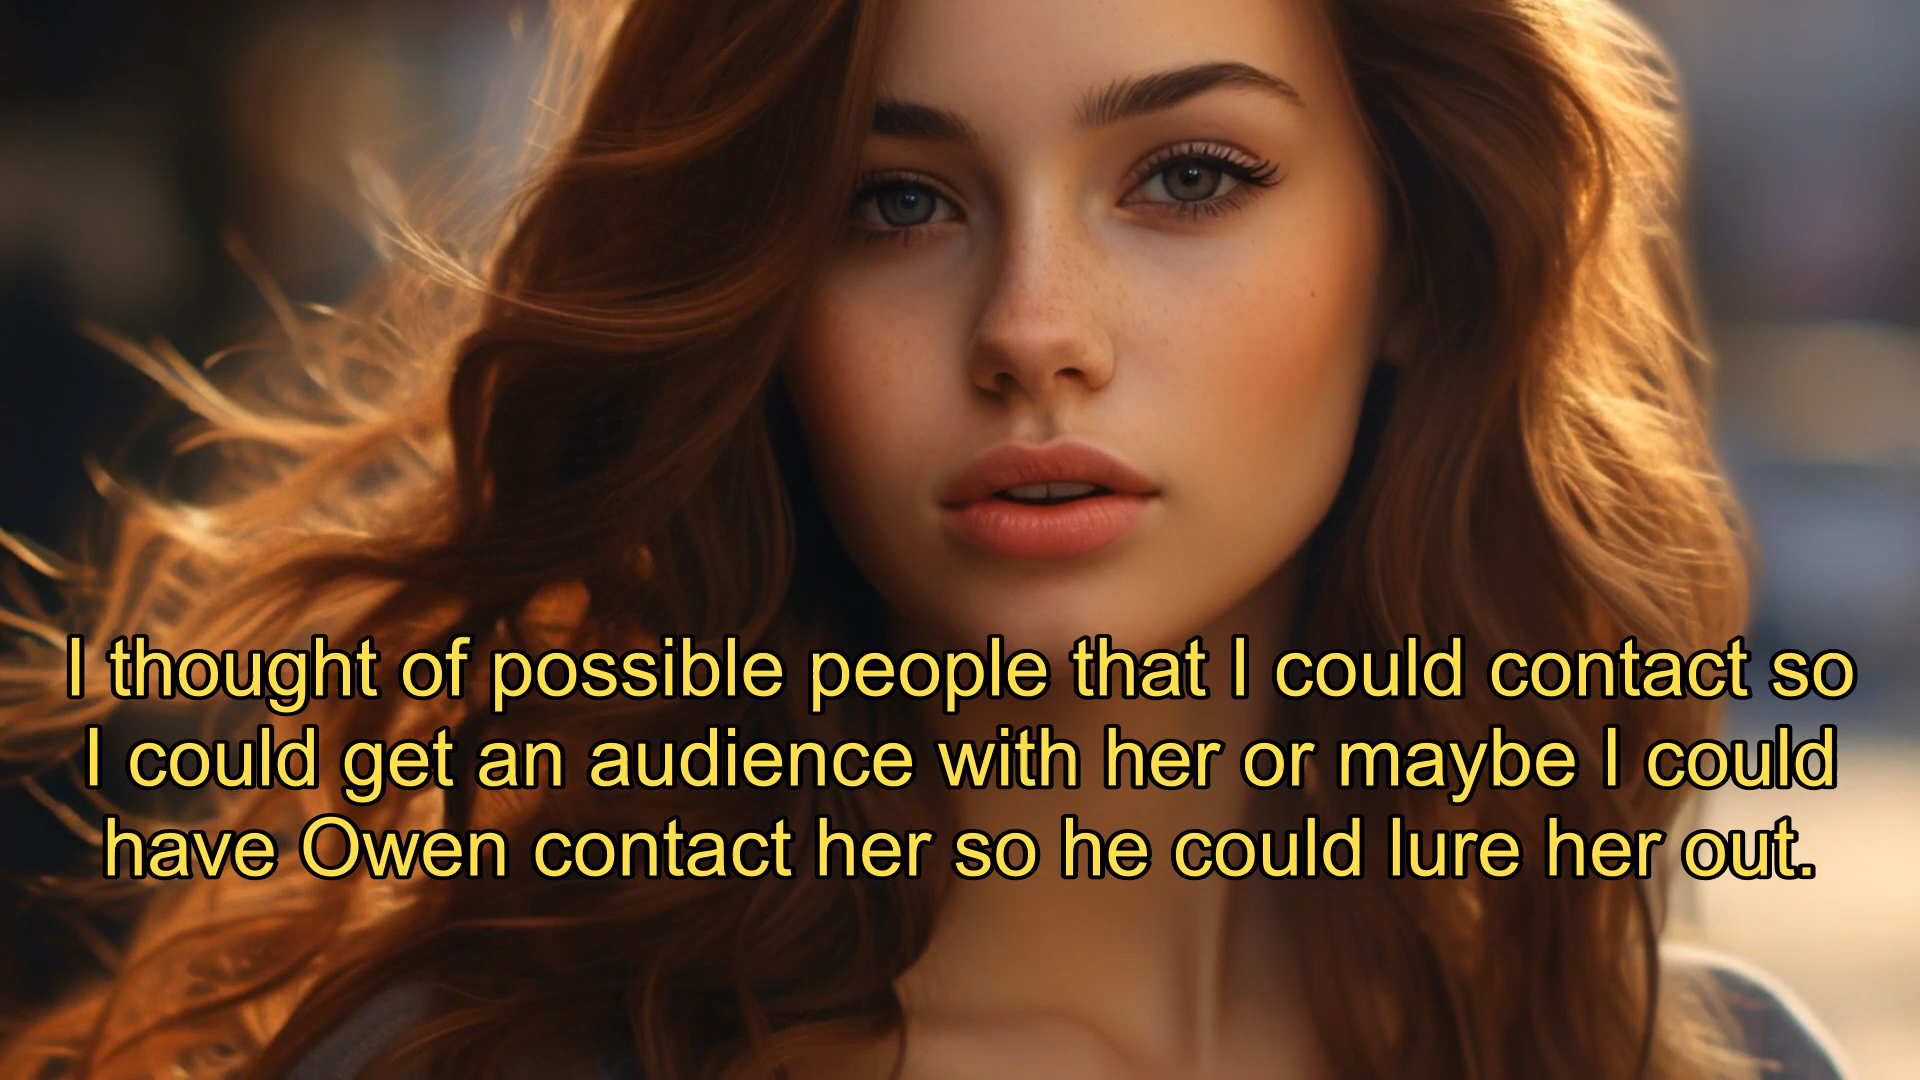 I thought of possible people that I could contact so
I could get an audience with her or maybe I could
have Owen contact her so he could lure her out.